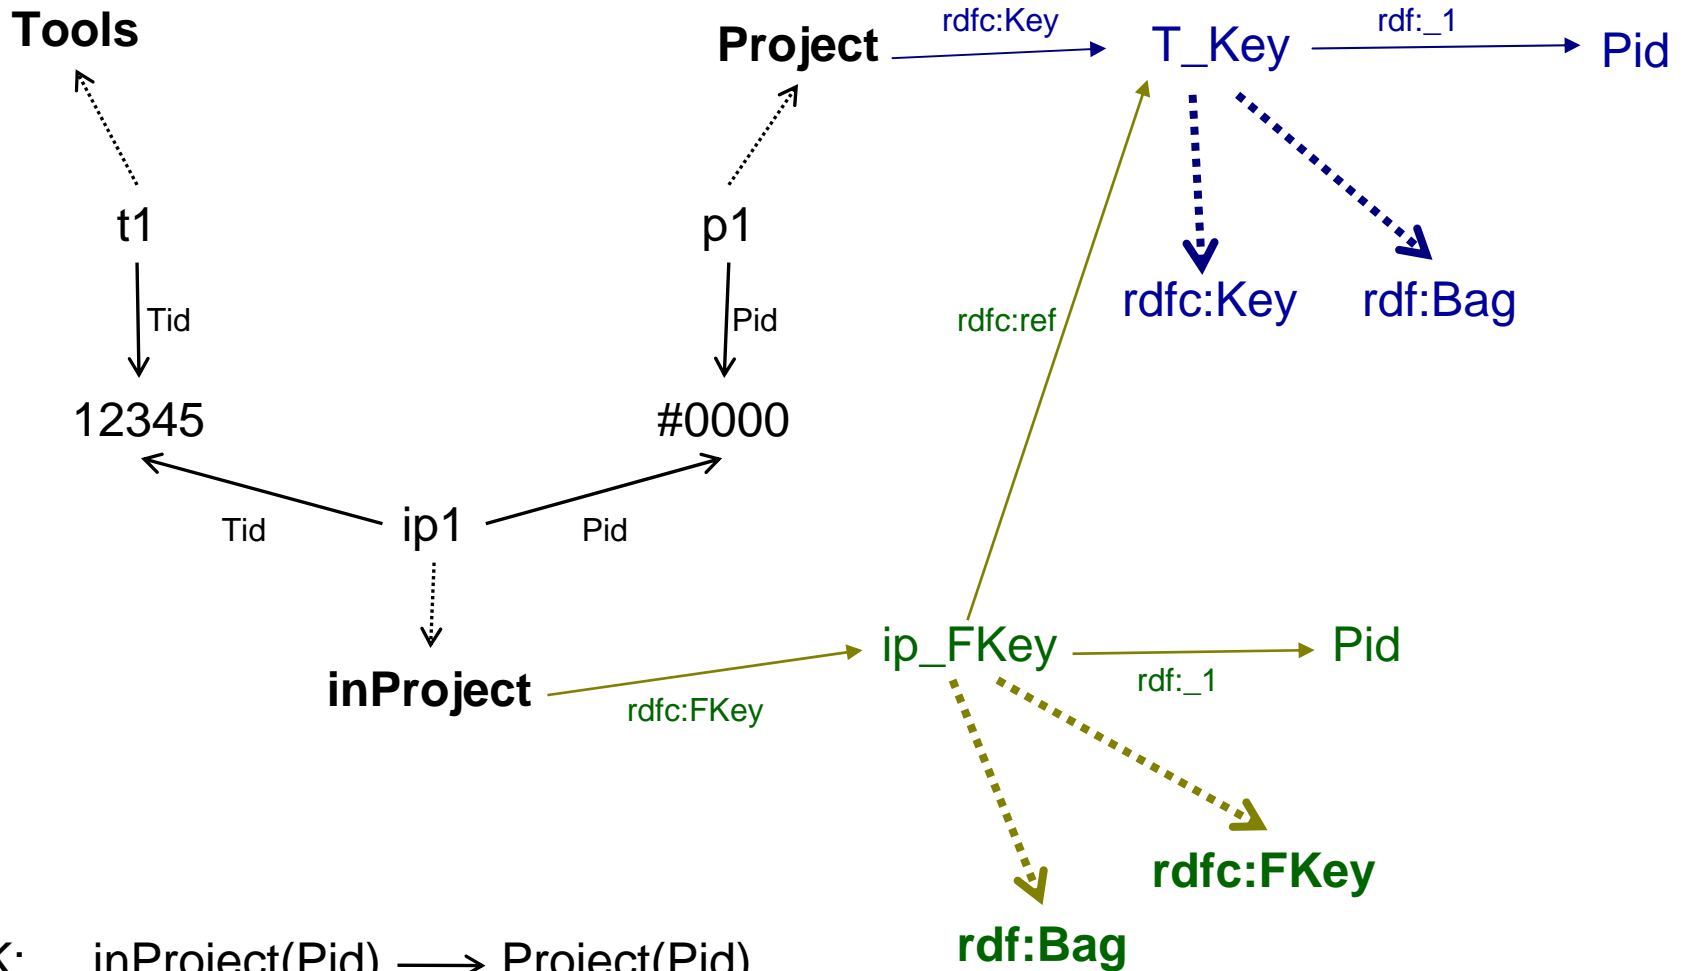 Tools
Project
rdfc:Key
T_Key
rdf:_1
Pid
t1
p1
Tid
Pid
rdfc:ref
rdfc:Key
rdf:Bag
12345
#0000
Tid
ip1
Pid
inProject
rdfc:FKey
ip_FKey
rdf:_1
Pid
rdfc:FKey
rdf:Bag
K: inProject(Pid) ⟶ Project(Pid)